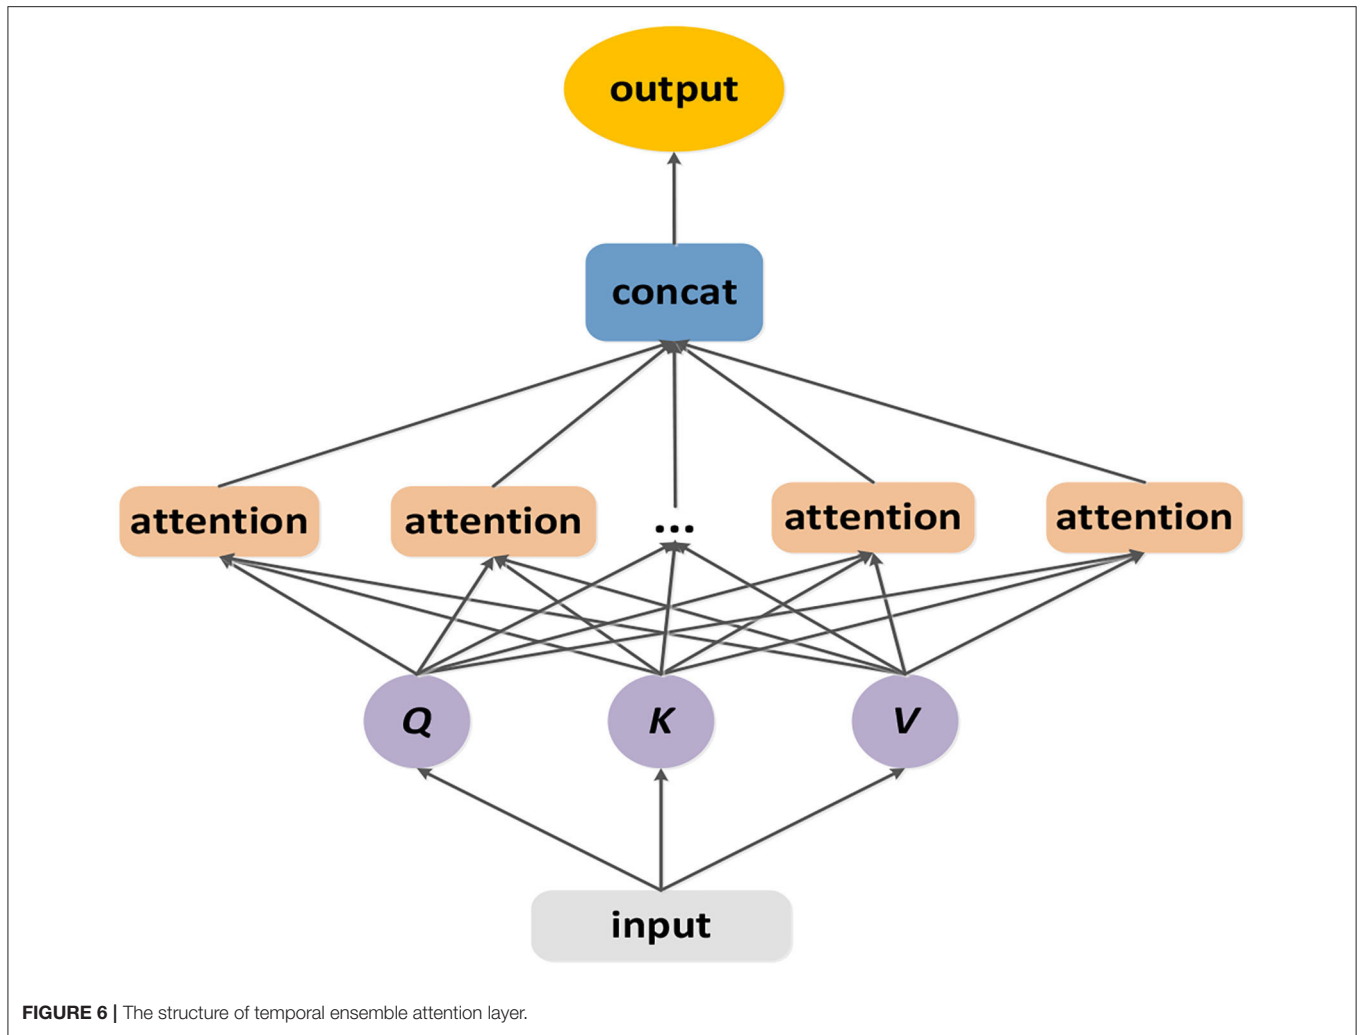 output
concat
attention attention ... attention attention
Q K V
input
FIGURE 6 | The structure of temporal ensemble attention layer.